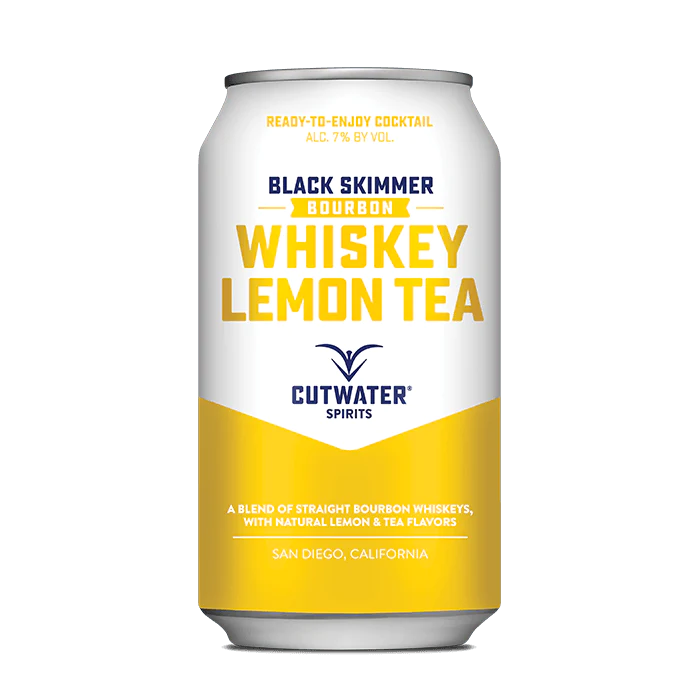 READY-TO-ENJOY COCKTAIL
ALC. 7% BY VOL.
BLACK SKIMMER
BOURBON
WHISKEY
LEMON TEA
CUTWATER®
SPIRITS
A BLEND OF STRAIGHT BOURBON WHISKEYS,
WITH NATURAL LEMON & TEA FLAVORS
SAN DIEGO, CALIFORNIA